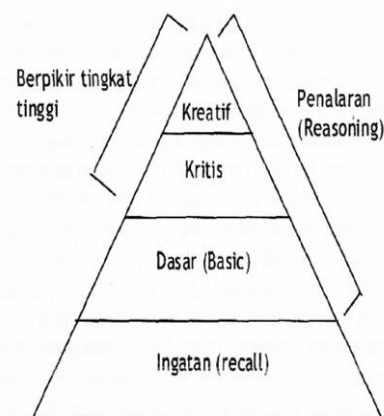 Berpikir tingkat
tinggi
Penalaran
(Reasoning)
Kreatif
Kritis
Dasar (Basic)
Ingatan (recall)